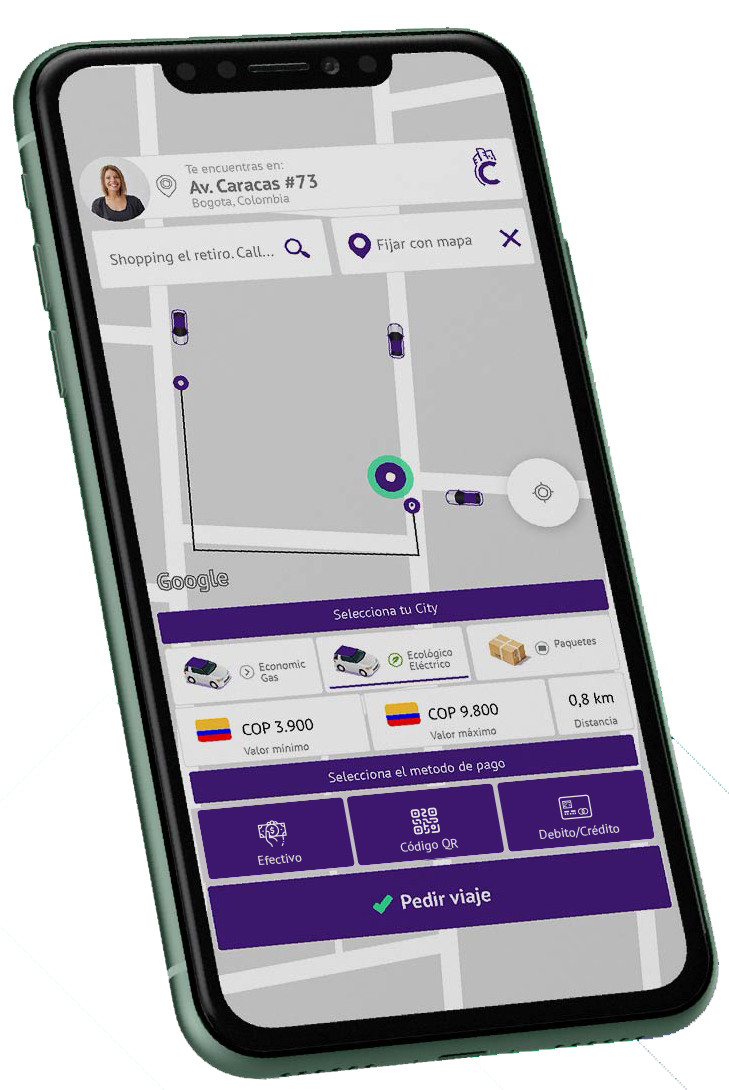 Te encuentras en:
Av. Caracas #73
Bogota, Colombia
C
Shopping el retiro. Call...
Fijar con mapa
Google
Selecciona tu City
Economic
Gas
Ecológico
Eléctrico
Paquetes
COP 3.900
Valor mínimo
COP 9.800
Valor máximo
0,8 km
Distancia
Selecciona el metodo de pago
Efectivo
Código QR
Debito/Crédito
Pedir viaje